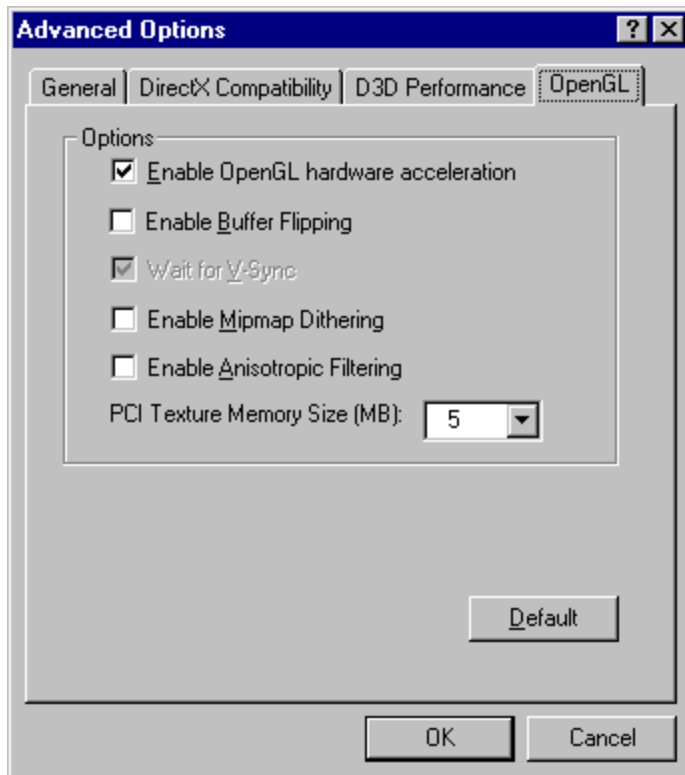 Advanced Options
General DirectX Compatibility D3D Performance OpenGL
Options
Enable OpenGL hardware acceleration
Enable Buffer Flipping
Wait for V-Sync
Enable Mipmap Dithering
Enable Anisotropic Filtering
PCI Texture Memory Size (MB): 5
Default
OK Cancel